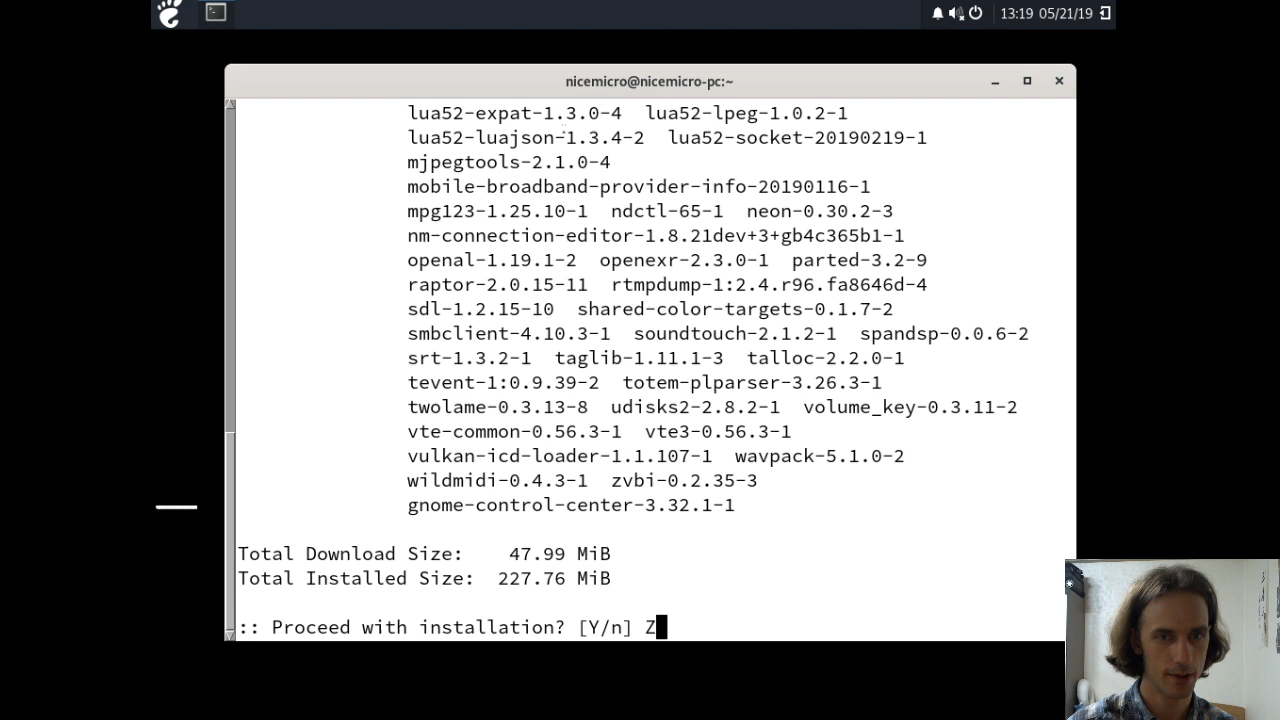 13:19 05/21/19
nicemicro@nicemicro-pc:~
lua52-expat-1.3.0-4 lua52-lpeg-1.0.2-1
lua52-luajson-1.3.4-2 lua52-socket-20190219-1
mjpegtools-2.1.0-4
mobile-broadband-provider-info-20190116-1
mpg123-1.25.10-1 ndctl-65-1 neon-0.30.2-3
nm-connection-editor-1.8.21dev+3+gb4c365b1-1
openal-1.19.1-2 openexr-2.3.0-1 parted-3.2-9
raptor-2.0.15-11 rtmpdump-1:2.4.r96.fa8646d-4
sdl-1.2.15-10 shared-color-targets-0.1.7-2
smbclient-4.10.3-1 soundtouch-2.1.2-1 spandsp-0.0.6-2
srt-1.3.2-1 taglib-1.11.1-3 talloc-2.2.0-1
tevent-1:0.9.39-2 totem-plparser-3.26.3-1
twolame-0.3.13-8 udisks2-2.8.2-1 volume_key-0.3.11-2
vte-common-0.56.3-1 vte3-0.56.3-1
vulkan-icd-loader-1.1.107-1 wavpack-5.1.0-2
wildmidi-0.4.3-1 zvbi-0.2.35-3
gnome-control-center-3.32.1-1
Total Download Size: 47.99 MiB
Total Installed Size: 227.76 MiB
:: Proceed with installation? [Y/n] Z